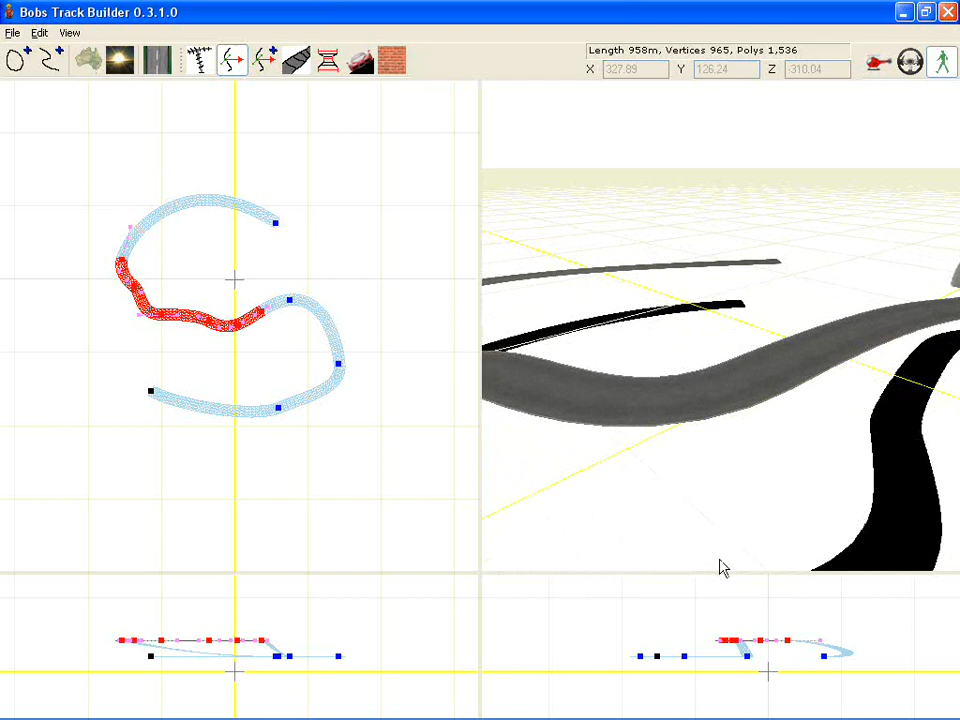 Bobs Track Builder 0.3.1.0
File Edit View
Length 958m, Vertices 965, Polys 1,536
X 327.89 Y 126.24 Z -310.04